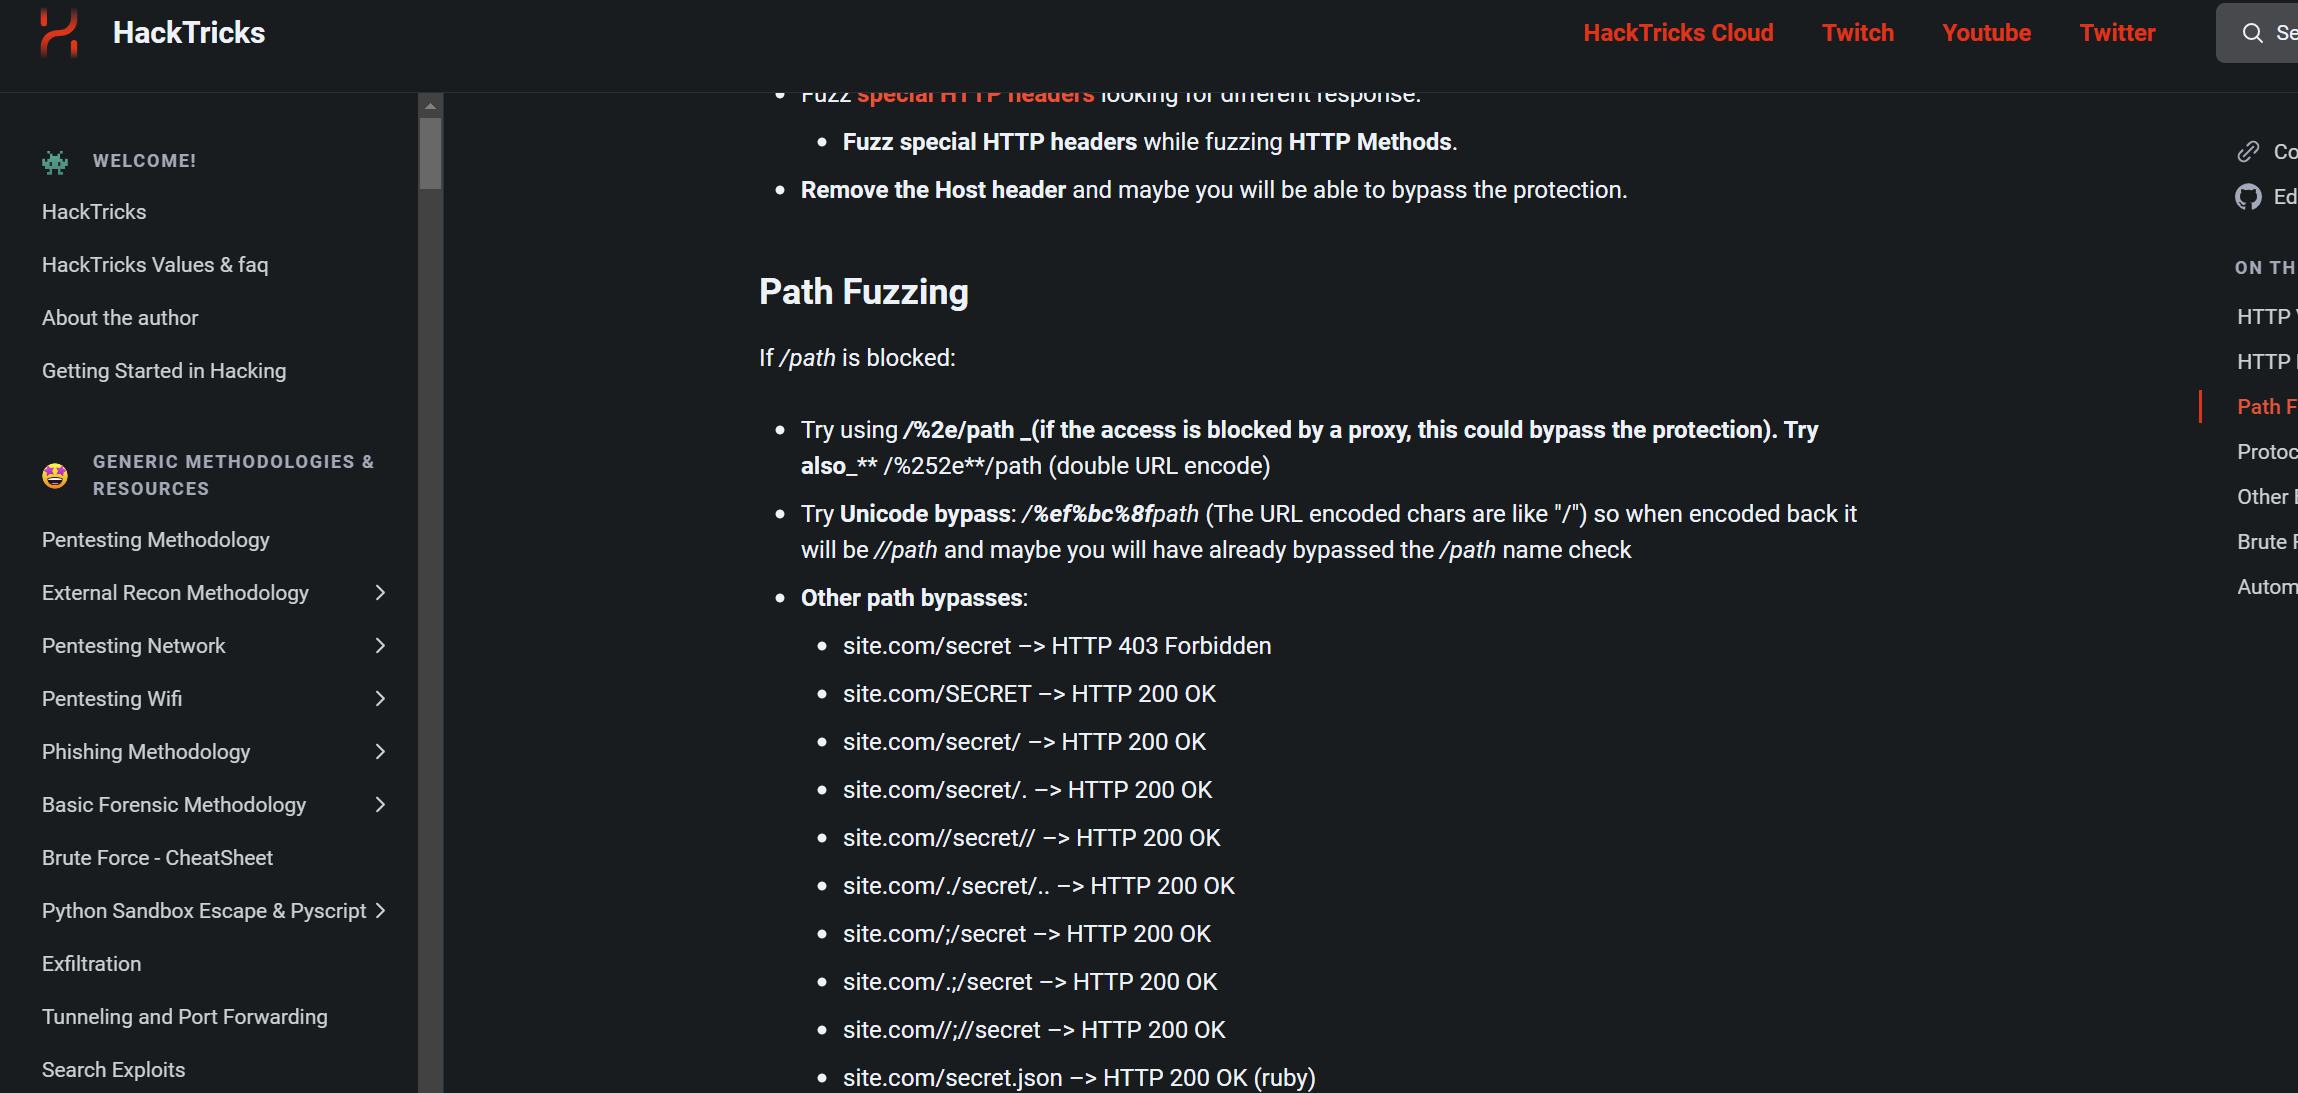 HackTricks
HackTricks Cloud
Twitch
Youtube
Twitter
Se
WELCOME!
HackTricks
HackTricks Values & faq
About the author
Getting Started in Hacking
GENERIC METHODOLOGIES &
RESOURCES
Pentesting Methodology
External Recon Methodology
Pentesting Network
Pentesting Wifi
Phishing Methodology
Basic Forensic Methodology
Brute Force - CheatSheet
Python Sandbox Escape & Pyscript
Exfiltration
Tunneling and Port Forwarding
Search Exploits
Fuzz special HTTP headers looking for different response.
Fuzz special HTTP headers while fuzzing HTTP Methods.
Remove the Host header and maybe you will be able to bypass the protection.
Path Fuzzing
If /path is blocked:
Try using /%2e/path _(if the access is blocked by a proxy, this could bypass the protection). Try
also_** /%252e**/path (double URL encode)
Try Unicode bypass: /%ef%bc%8fpath (The URL encoded chars are like "/") so when encoded back it
will be //path and maybe you will have already bypassed the /path name check
Other path bypasses:
site.com/secret –> HTTP 403 Forbidden
site.com/SECRET –> HTTP 200 OK
site.com/secret/ –> HTTP 200 OK
site.com/secret/. –> HTTP 200 OK
site.com//secret// –> HTTP 200 OK
site.com/./secret/.. –> HTTP 200 OK
site.com/;/secret –> HTTP 200 OK
site.com/.;/secret –> HTTP 200 OK
site.com//;//secret –> HTTP 200 OK
site.com/secret.json –> HTTP 200 OK (ruby)
Co
Ed
ON TH
HTTP
HTTP
Path F
Protoc
Other
Brute
Autom